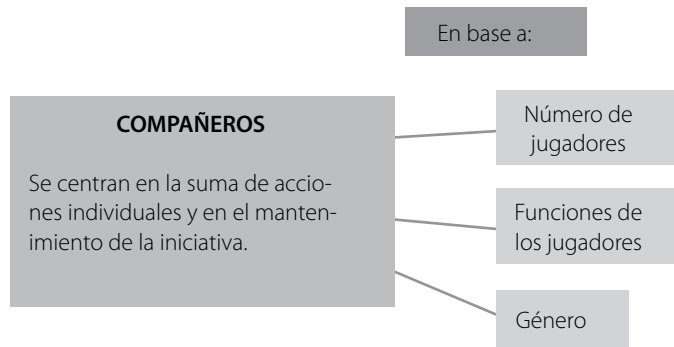 En base a:
COMPAÑEROS
Se centran en la suma de accio-
nes individuales y en el manten-
imiento de la iniciativa.
Número de
jugadores
Funciones de
los jugadores
Género